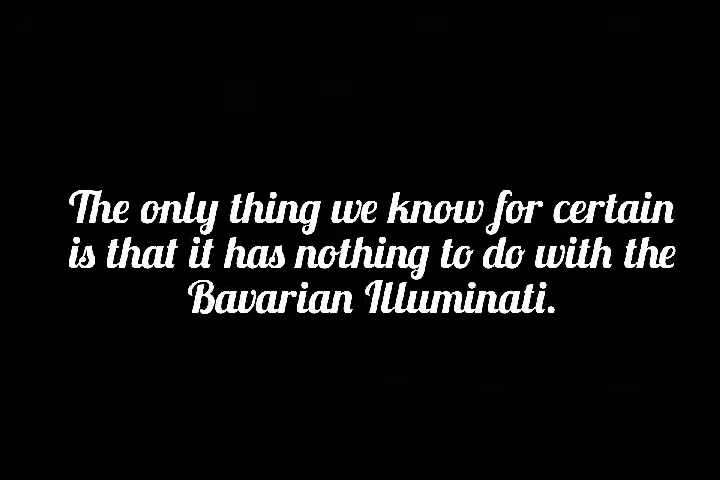 The only thing we know for certain
is that it has nothing to do with the
Bavarian Illuminati.